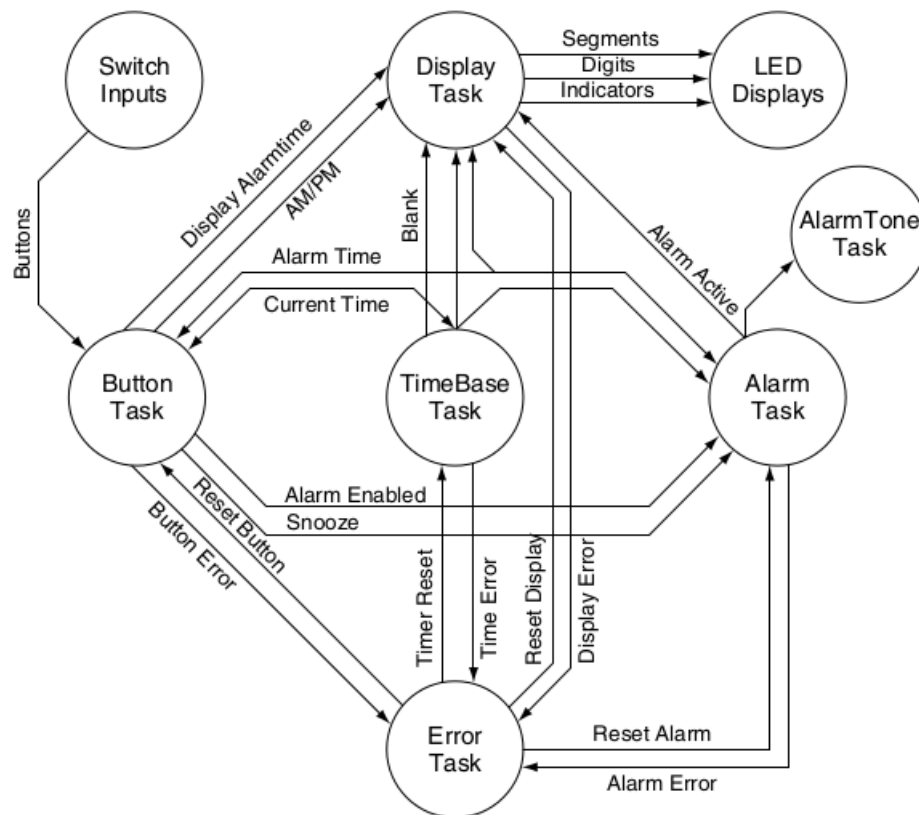 Switch
Inputs
Display
Task
Segments
Digits
Indicators
LED
Displays
AlarmTone
Task
Buttons
Display Alarmtime
AM/PM
Blank
Alarm Active
Alarm Time
Current Time
Button
Task
TimeBase
Task
Alarm
Task
Alarm Enabled
Snooze
Reset Button
Button Error
Timer Reset
Time Error
Reset Display
Display Error
Error
Task
Reset Alarm
Alarm Error